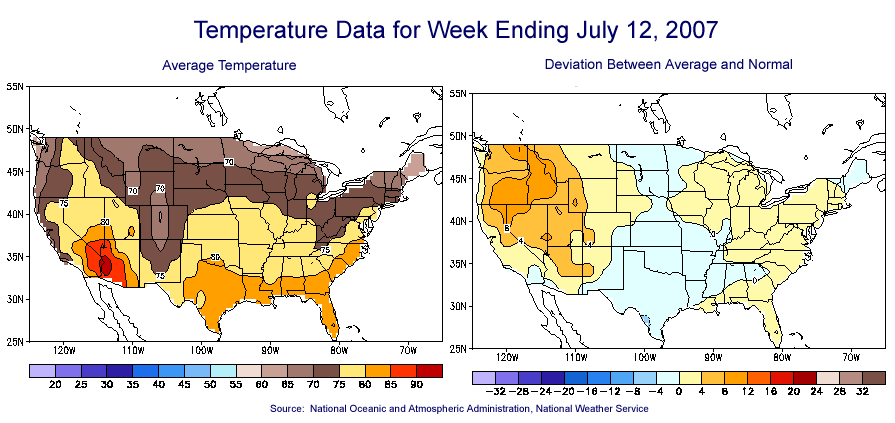 Temperature Data for Week Ending July 12, 2007
Average Temperature
Deviation Between Average and Normal
55N
50N
45N
40N
35N
30N
25N
120W 110W 100W 90W 80W 70W
70
70
70
75
80
75
80
75
20 25 30 35 40 45 50 55 60 65 70 75 80 85 90
55N
50N
45N
40N
35N
30N
25N
120W 110W 100W 90W 80W 70W
8
4
4
0
0
0
-32 -28 -24 -20 -16 -12 -8 -4 0 4 8 12 16 20 24 28 32
Source: National Oceanic and Atmospheric Administration, National Weather Service